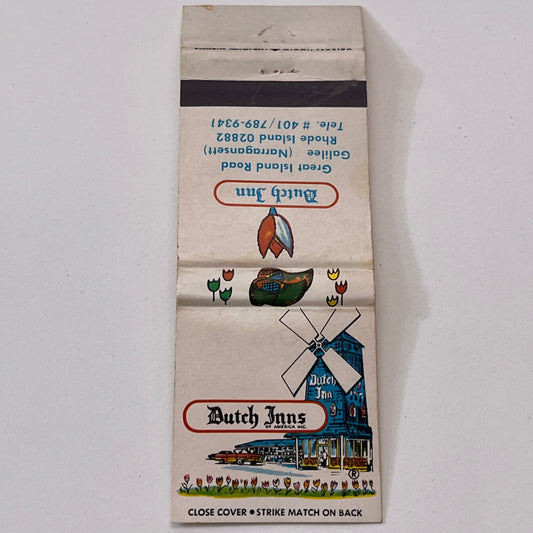 Tele. # 401/789-9341
Rhode Island 02882
Galilee (Narragansett)
Great Island Road
Dutch Inn
Dutch Inn
Dutch Inns
OF AMERICA INC.
®
CLOSE COVER • STRIKE MATCH ON BACK